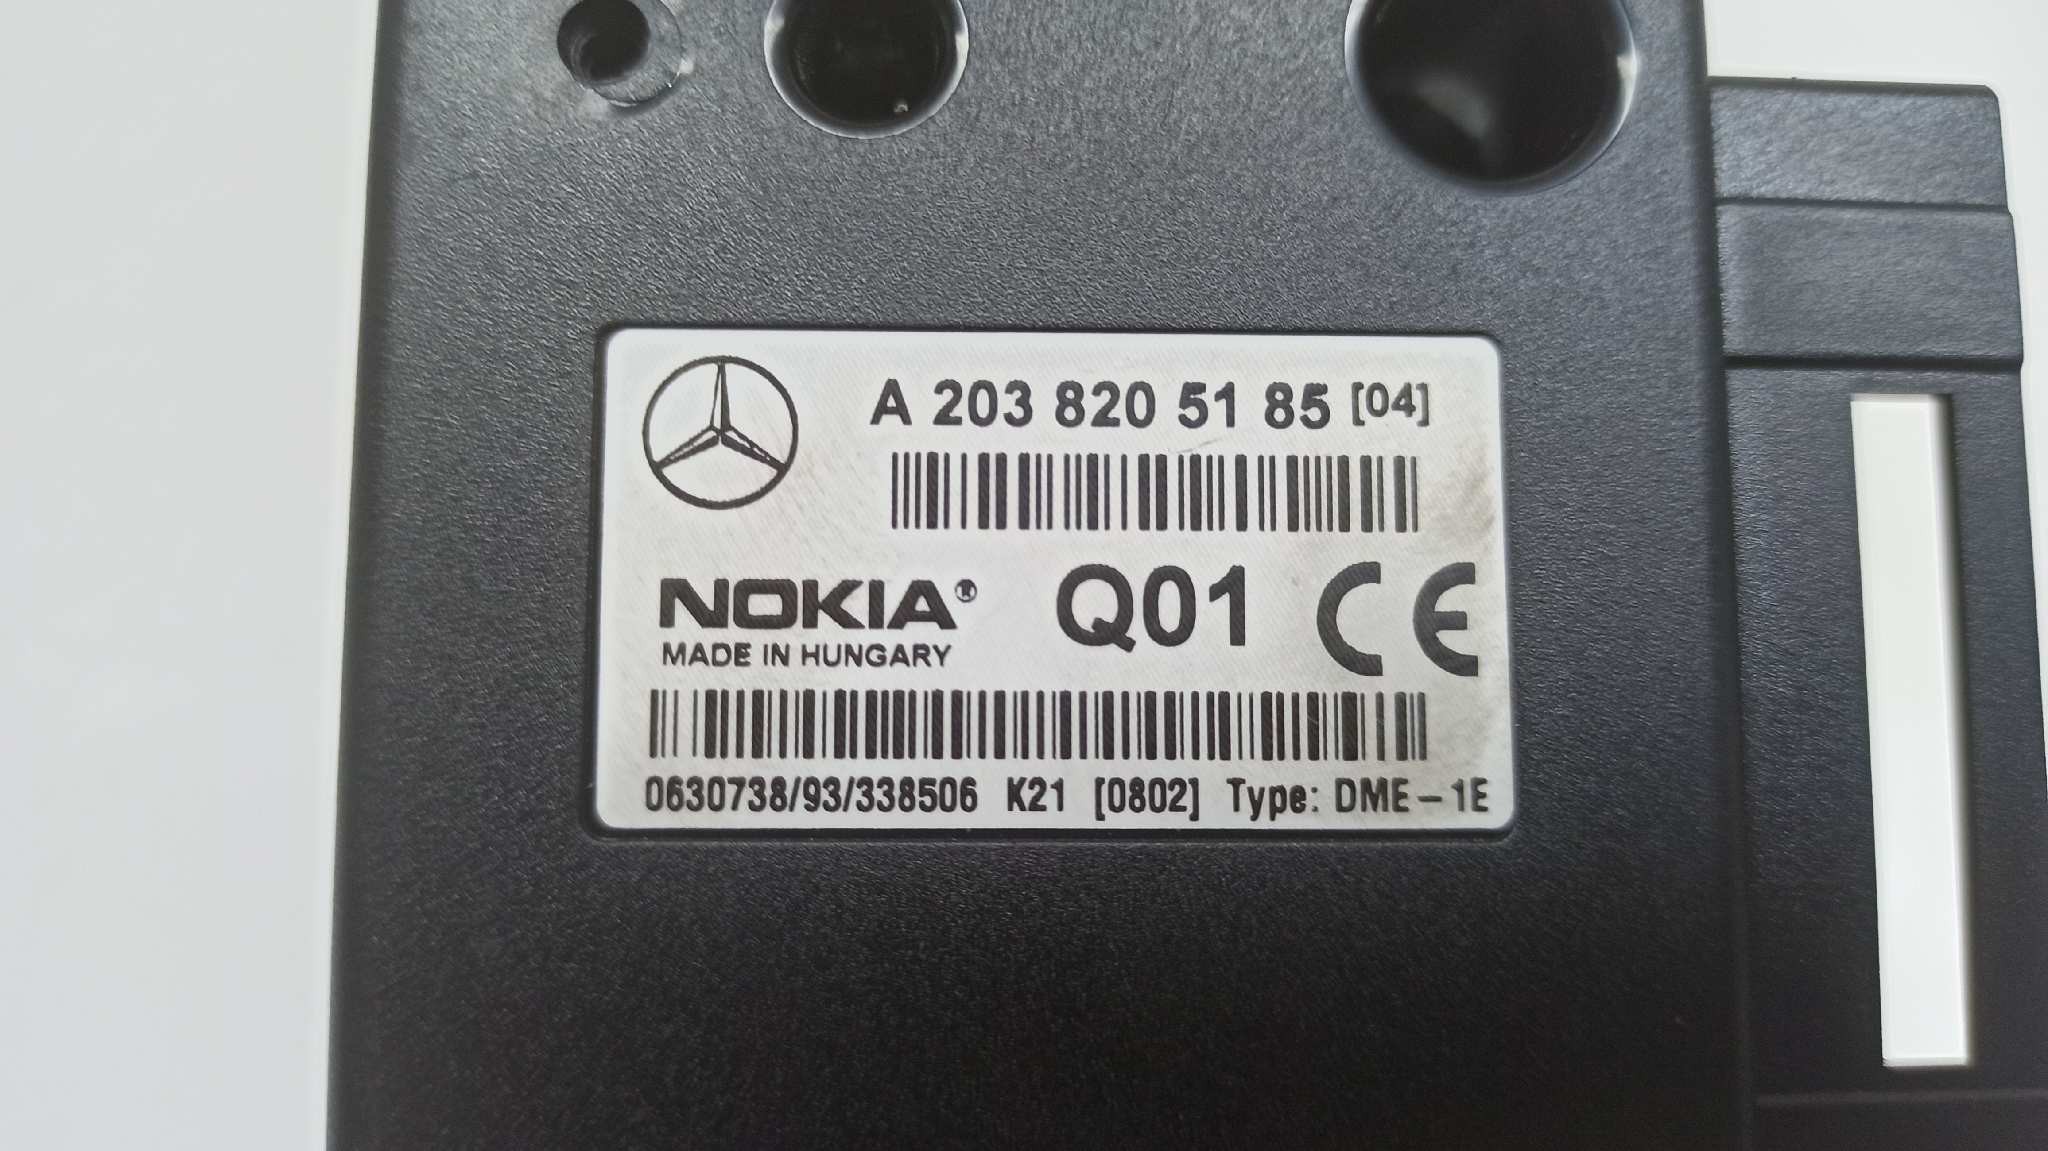 A 203 820 51 85 [04]
NOKIA® Q01 CE
MADE IN HUNGARY
0630738/93/338506 K21 [0802] Type: DME-1E